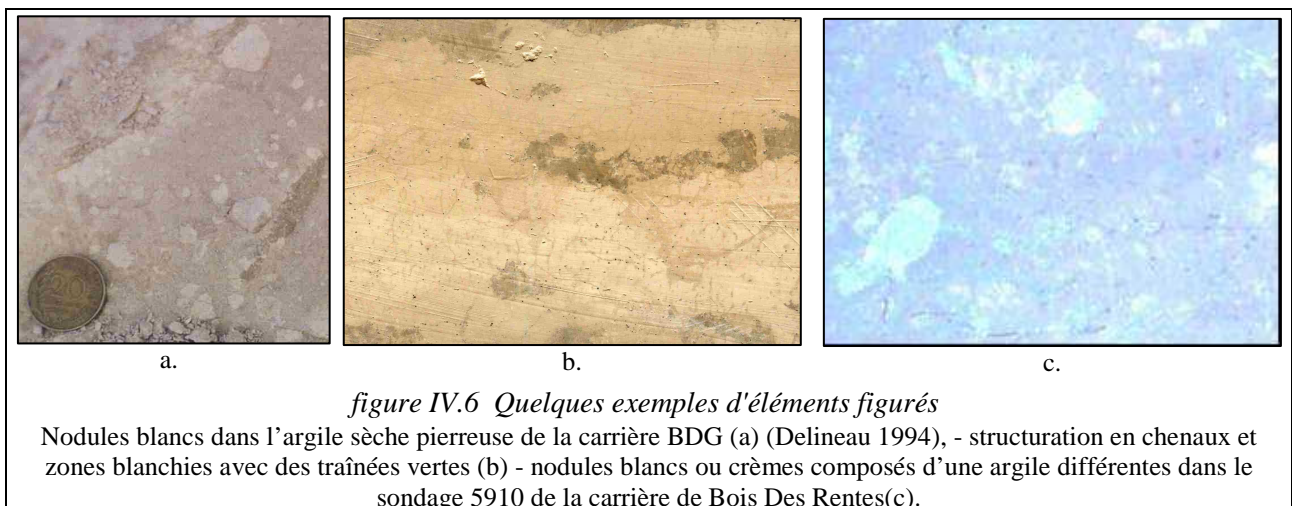 20
a.
b.
c.
figure IV.6 Quelques exemples d'éléments figurés
Nodules blancs dans l’argile sèche pierreuse de la carrière BDG (a) (Delineau 1994), - structuration en chenaux et
zones blanchies avec des traînées vertes (b) - nodules blancs ou crèmes composés d’une argile différentes dans le
sondage 5910 de la carrière de Bois Des Rentes(c).